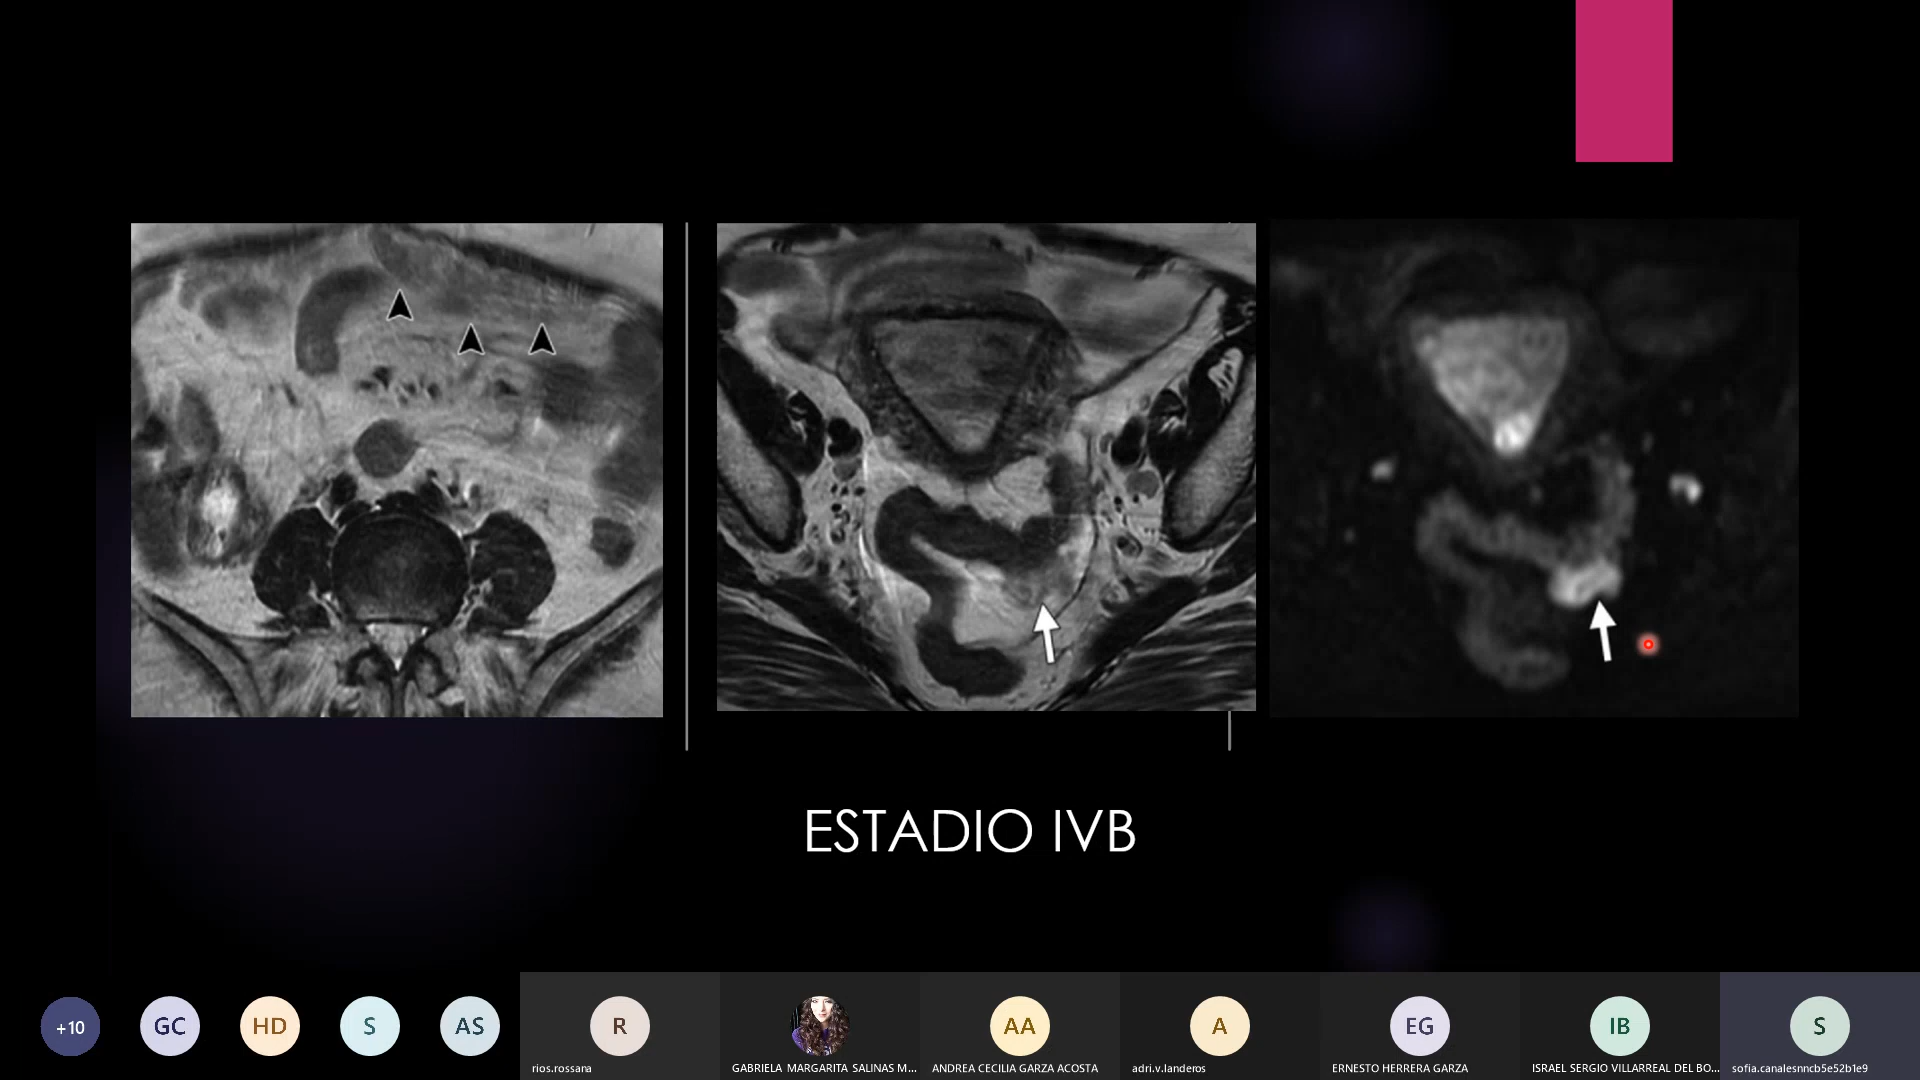 ESTADIO IVB
+10
GC
HD
S
AS
R
AA
A
EG
IB
S
rios.rossana
GABRIELA MARGARITA SALINAS M...
ANDREA CECILIA GARZA ACOSTA
adri.v.landeros
ERNESTO HERRERA GARZA
ISRAEL SERGIO VILLARREAL DEL BO...
sofia.canalesnncb5e52b1e9